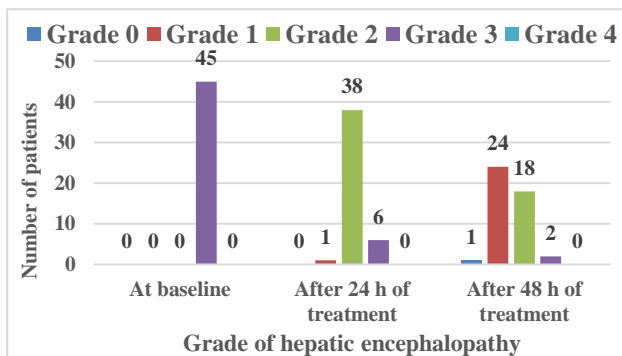 Grade 0 Grade 1 Grade 2 Grade 3 Grade 4
Number of patients
50
40
30
20
10
0
0 0 0 45 0
0 1 38 6 0
1 24 18 2 0
At baseline
After 24 h of
treatment
After 48 h of
treatment
Grade of hepatic encephalopathy